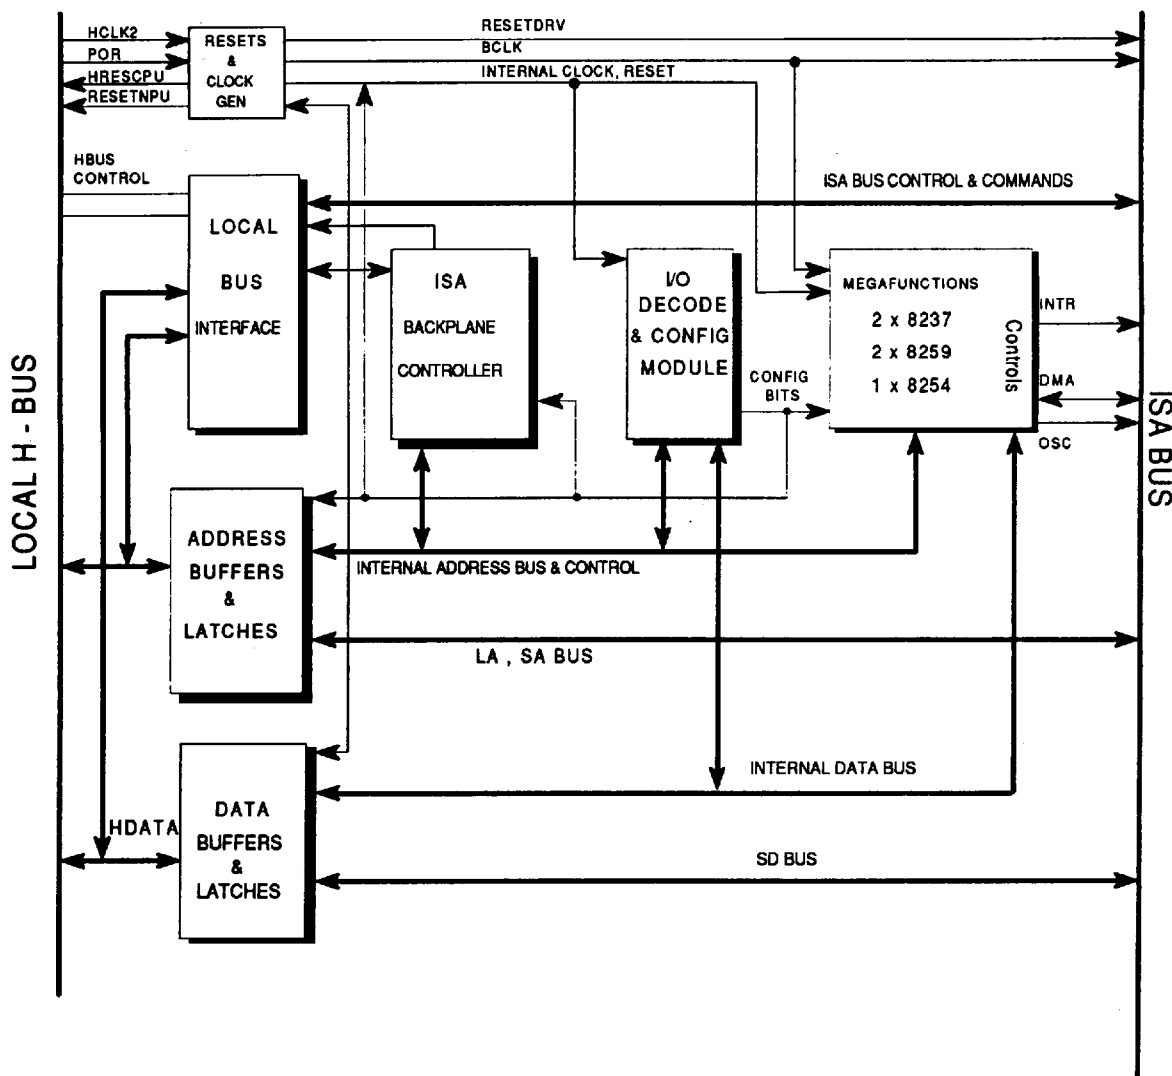 HCLK2
POR
HRESCPU
RESETNPU
RESETS
&
CLOCK
GEN
RESETDRV
BCLK
INTERNAL CLOCK, RESET
HBUS
CONTROL
LOCAL
BUS
INTERFACE
ISA BUS CONTROL & COMMANDS
ISA
BACKPLANE
CONTROLLER
I/O
DECODE
& CONFIG
MODULE
CONFIG
BITS
MEGAFUNCTIONS
2 x 8237
2 x 8259
1 x 8254
Controls
INTR
DMA
OSC
LOCAL H - BUS
ISA BUS
ADDRESS
BUFFERS
&
LATCHES
INTERNAL ADDRESS BUS & CONTROL
LA , SA BUS
INTERNAL DATA BUS
HDATA
DATA
BUFFERS
&
LATCHES
SD BUS